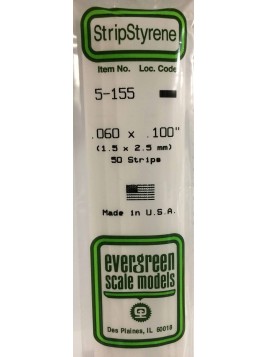 StripStyrene
Item No. Loc. Code
5-155
.060 x .100"
(1.5 x 2.5 mm)
50 Strips
Made in U.S.A.
evergreen
scale models
Des Plaines, IL 60018